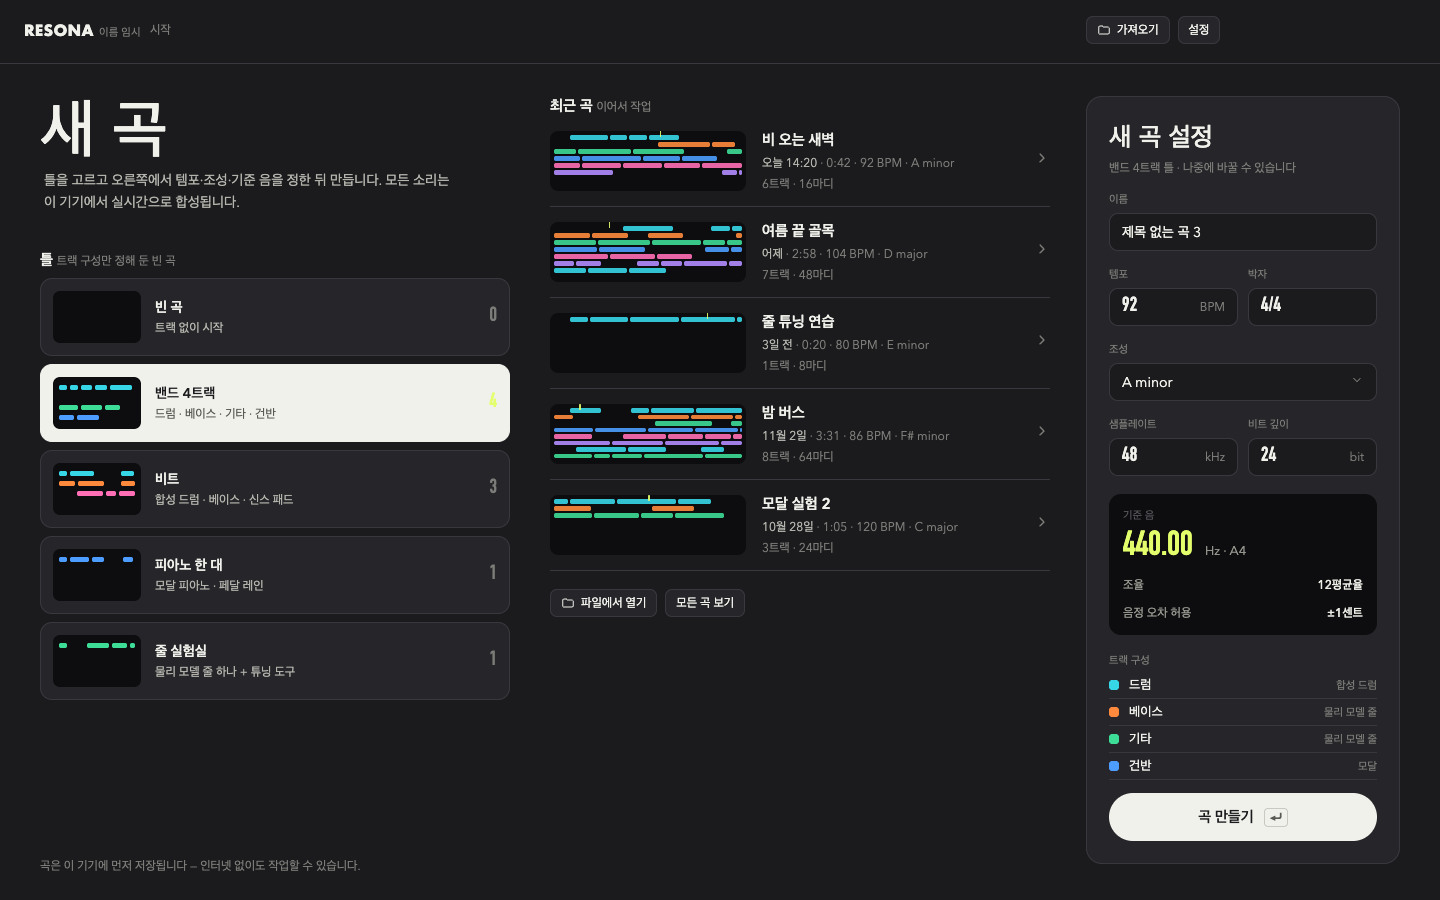 RESONA 이름 임시 시작
가져오기
설정
새 곡
틀을 고르고 오른쪽에서 템포·조성·기준 음을 정한 뒤 만듭니다. 모든 소리는
이 기기에서 실시간으로 합성됩니다.
틀 트랙 구성만 정해 둔 빈 곡
빈 곡
트랙 없이 시작
0
밴드 4트랙
드럼 · 베이스 · 기타 · 건반
4
비트
합성 드럼 · 베이스 · 신스 패드
3
피아노 한 대
모달 피아노 · 페달 레인
1
줄 실험실
물리 모델 줄 하나 + 튜닝 도구
1
곡은 이 기기에 먼저 저장됩니다 – 인터넷 없이도 작업할 수 있습니다.
최근 곡 이어서 작업
비 오는 새벽
오늘 14:20 · 0:42 · 92 BPM · A minor
6트랙 · 16마디
여름 끝 골목
어제 · 2:58 · 104 BPM · D major
7트랙 · 48마디
줄 튜닝 연습
3일 전 · 0:20 · 80 BPM · E minor
1트랙 · 8마디
밤 버스
11월 2일 · 3:31 · 86 BPM · F# minor
8트랙 · 64마디
모달 실험 2
10월 28일 · 1:05 · 120 BPM · C major
3트랙 · 24마디
파일에서 열기
모든 곡 보기
새 곡 설정
밴드 4트랙 틀 · 나중에 바꿀 수 있습니다
이름
제목 없는 곡 3
템포
박자
92 BPM
4/4
조성
A minor
샘플레이트
비트 깊이
48 kHz
24 bit
기준 음
440.00 Hz · A4
조율
12평균율
음정 오차 허용
±1센트
트랙 구성
드럼
합성 드럼
베이스
물리 모델 줄
기타
물리 모델 줄
건반
모달
곡 만들기